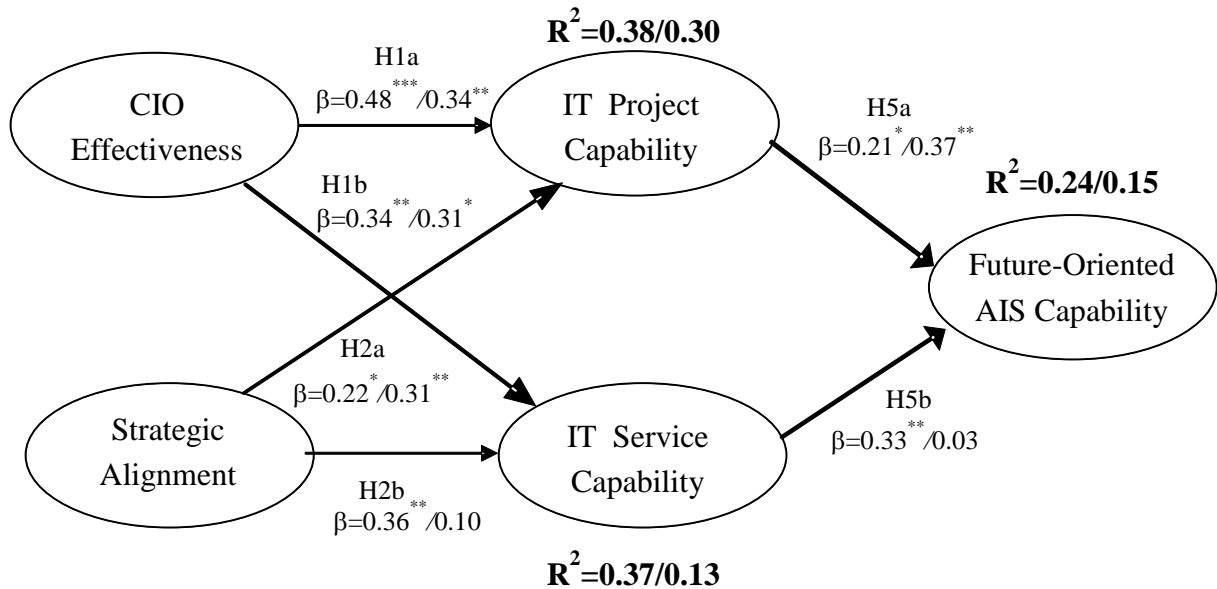 R²=0.38/0.30
H1a
β=0.48***/0.34**
CIO
Effectiveness
IT Project
Capability
H5a
β=0.21*/0.37**
H1b
β=0.34**/0.31*
R²=0.24/0.15
Future-Oriented
AIS Capability
H2a
β=0.22*/0.31**
H5b
β=0.33**/0.03
Strategic
Alignment
IT Service
Capability
H2b
β=0.36**/0.10
R²=0.37/0.13